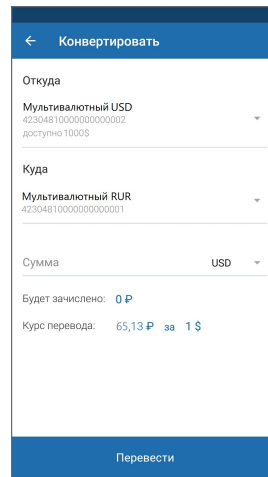 Конвертировать
Откуда
Мультивалютный USD
42304810000000000002
доступно 1000$
Куда
Мультивалютный RUR
42304810000000000001
Сумма USD
Будет зачислено: 0 ₽
Курс перевода: 65,13 ₽ за 1 $
Перевести